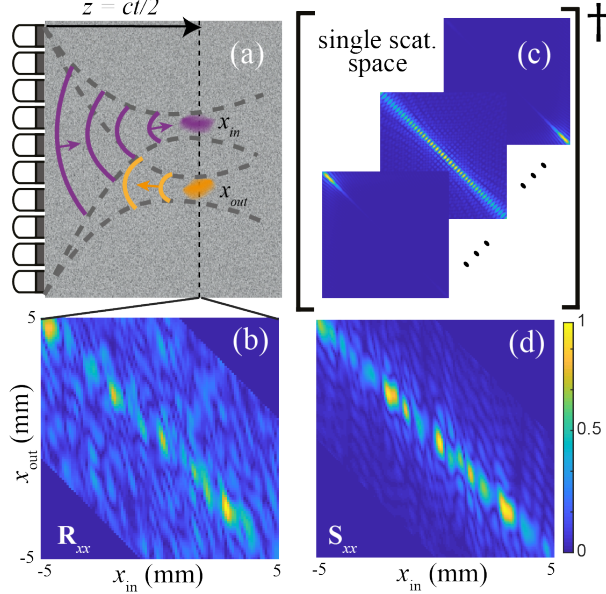 z = ct/2
(a)
x_in
x_out
single scat.
space
(c)
†
(b)
5
x_out (mm)
-5
R_xx
-5
x_in (mm)
5
(d)
S_xx
-5
x_in (mm)
5
1
0.5
0